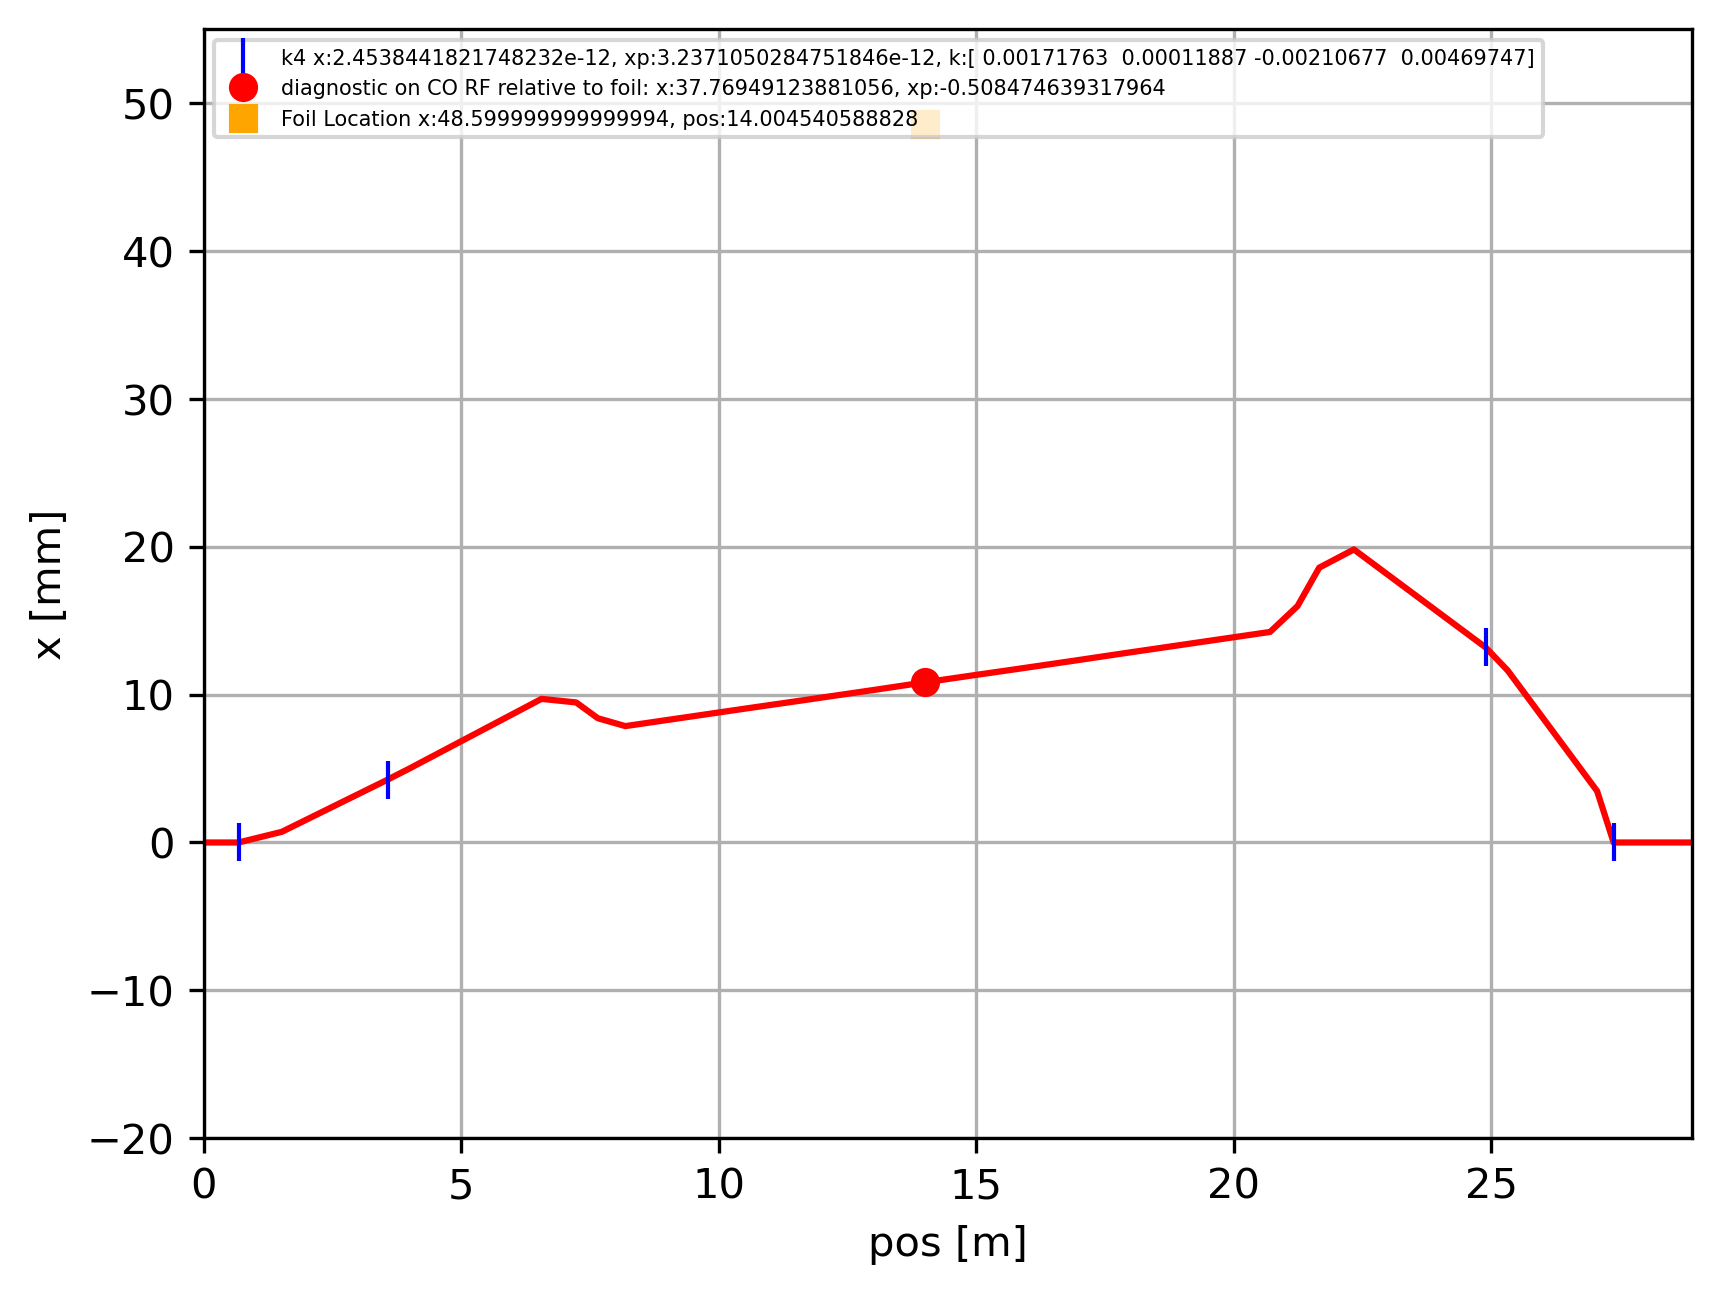 k4 x:2.4538441821748232e-12, xp:3.2371050284751846e-12, k:[ 0.00171763  0.00011887 -0.00210677  0.00469747]
diagnostic on CO RF relative to foil: x:37.76949123881056, xp:-0.508474639317964
Foil Location x:48.599999999999994, pos:14.004540588828
50
40
30
20
10
0
−10
−20
x [mm]
0 5 10 15 20 25
pos [m]